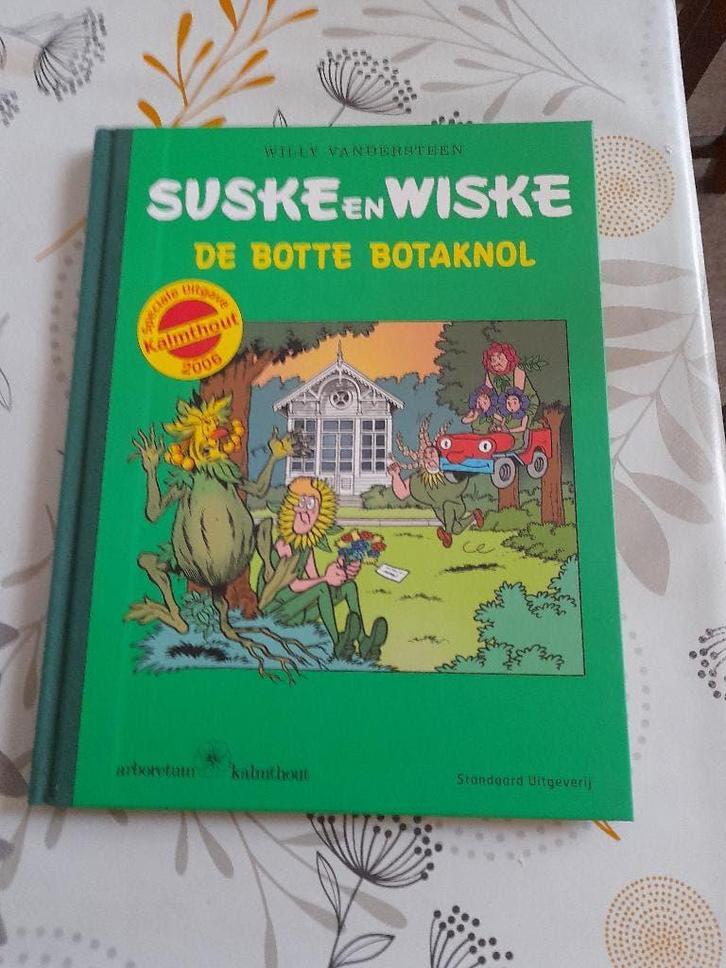 WILLY VANDERSTEEN
SUSKE EN WISKE
DE BOTTE BOTAKNOL
Speciale Uitgave
Kalmthout
2006
arboretum kalmthout
Standaard Uitgeverij